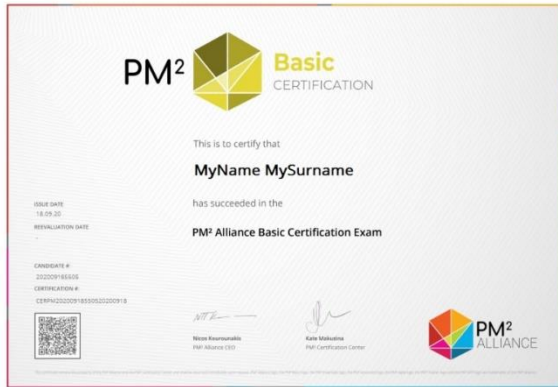 PM² Basic
CERTIFICATION
This is to certify that
MyName MySurname
has succeeded in the
PM² Alliance Basic Certification Exam
ISSUE DATE
18.09.20
REEVALUATION DATE
-
CANDIDATE #:
CERTIFICATION #:
Nicos Kourounakis
PM² Alliance CEO
Kate Makotina
PM² Certification Center
PM²
ALLIANCE